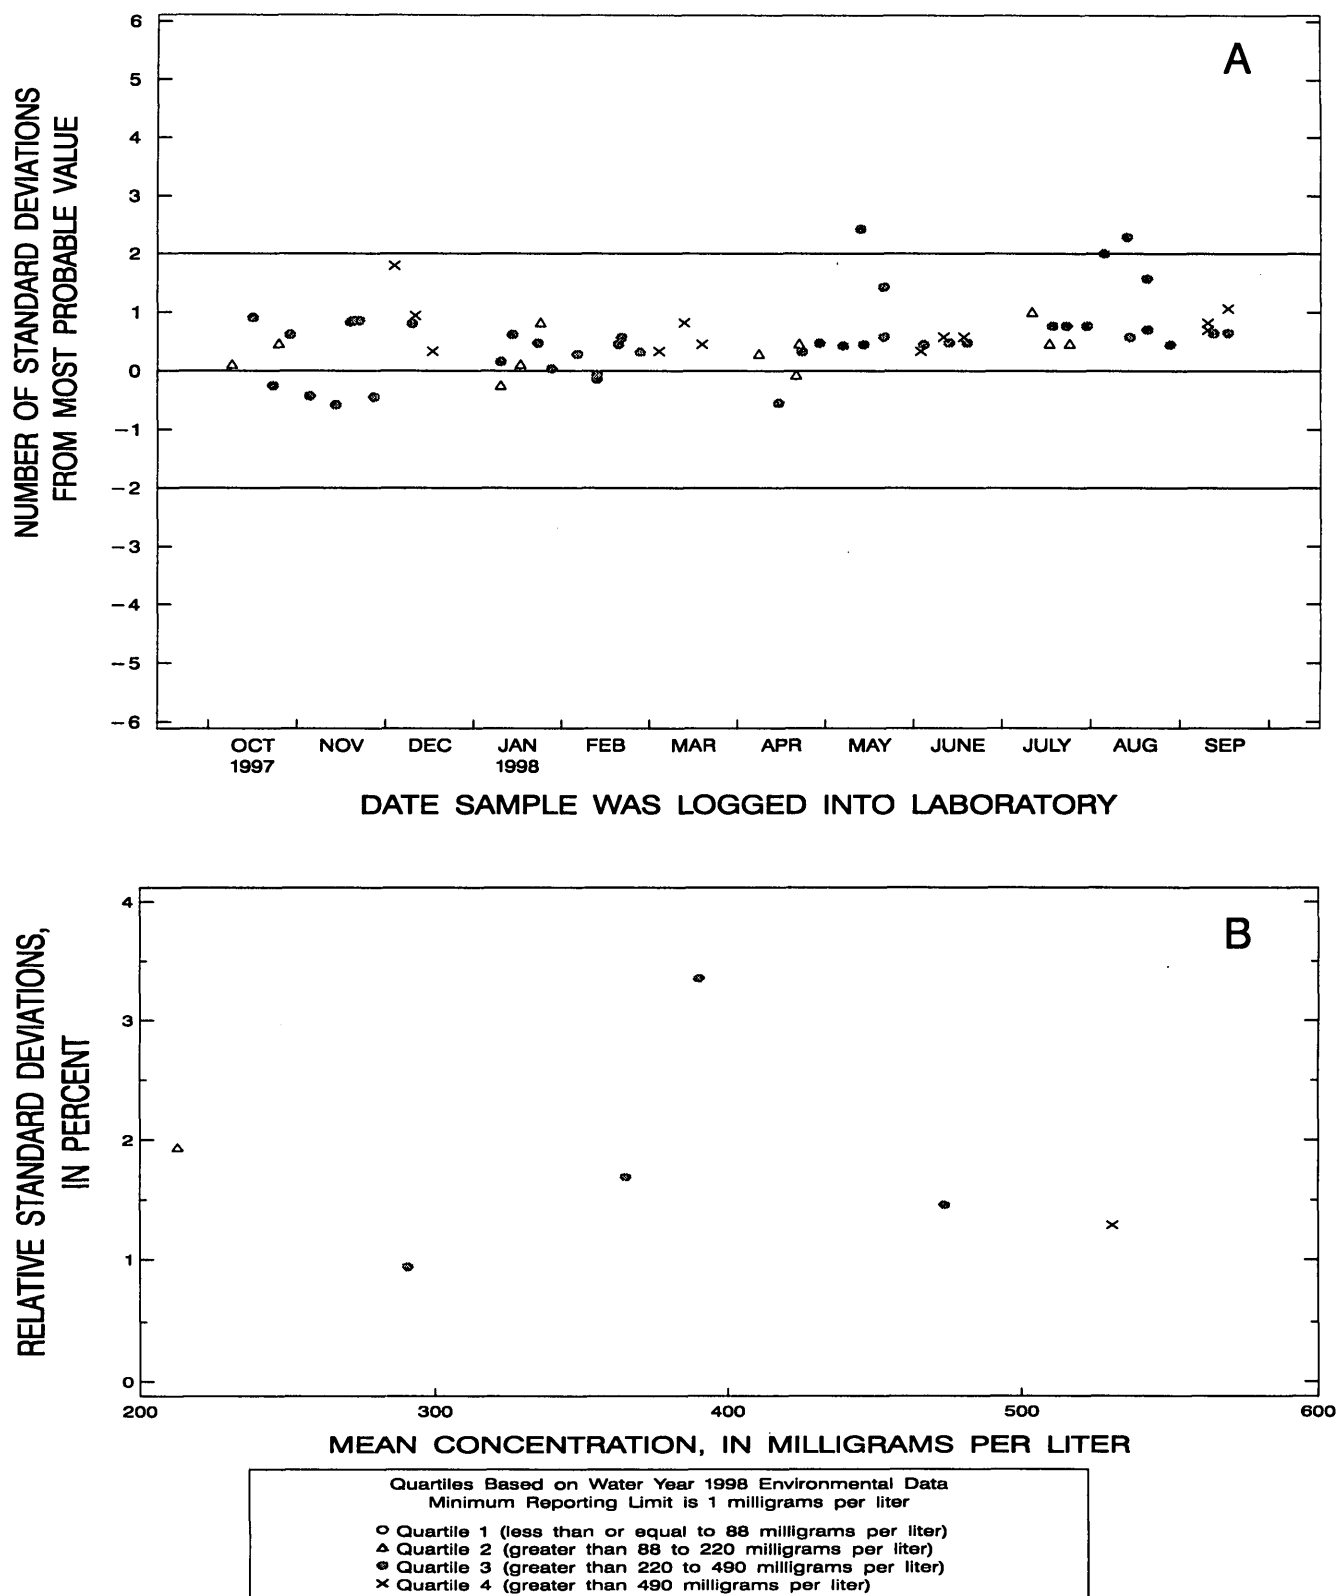 A
NUMBER OF STANDARD DEVIATIONS
FROM MOST PROBABLE VALUE
6
5
4
3
2
1
0
−1
−2
−3
−4
−5
−6
OCT NOV DEC JAN FEB MAR APR MAY JUNE JULY AUG SEP
1997 1998
DATE SAMPLE WAS LOGGED INTO LABORATORY
B
RELATIVE STANDARD DEVIATIONS,
IN PERCENT
4
3
2
1
0
200 300 400 500 600
MEAN CONCENTRATION, IN MILLIGRAMS PER LITER
Quartiles Based on Water Year 1998 Environmental Data
Minimum Reporting Limit is 1 milligrams per liter
Quartile 1 (less than or equal to 88 milligrams per liter)
Quartile 2 (greater than 88 to 220 milligrams per liter)
Quartile 3 (greater than 220 to 490 milligrams per liter)
Quartile 4 (greater than 490 milligrams per liter)